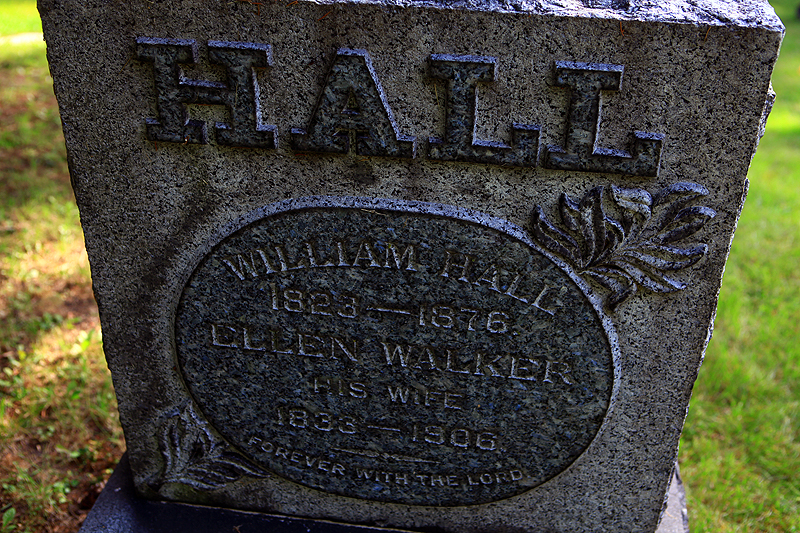 HALL
WILLIAM HALL
1823—1876.
ELLEN WALKER
HIS WIFE
1833—1906.
FOREVER WITH THE LORD